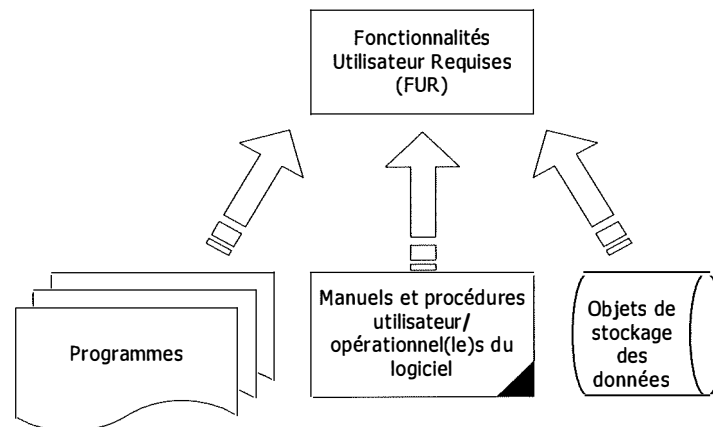 Fonctionnalités
Utilisateur Requises
(FUR)
Programmes
Manuels et procédures
utilisateur/
opérationnel(le)s du
logiciel
Objets de
stockage
des
données